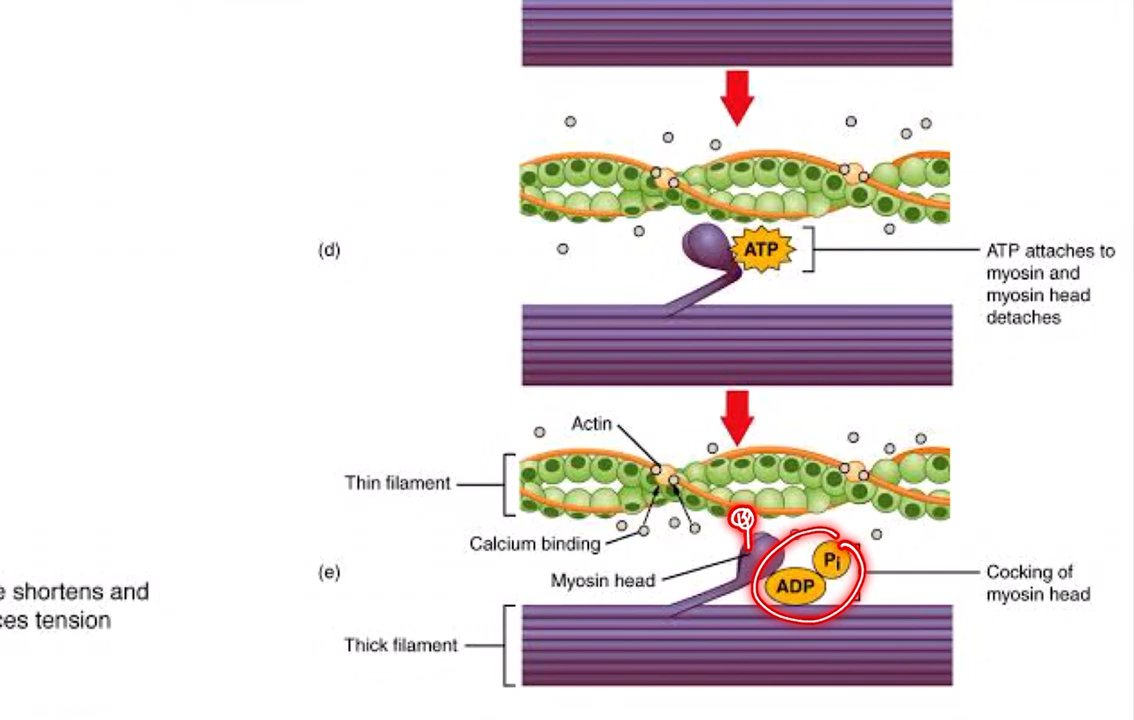 (d)
ATP
ATP attaches to
myosin and
myosin head
detaches
Actin
Thin filament
Calcium binding
(e)
Myosin head
Pi
ADP
Cocking of
myosin head
Thick filament
e shortens and
ces tension